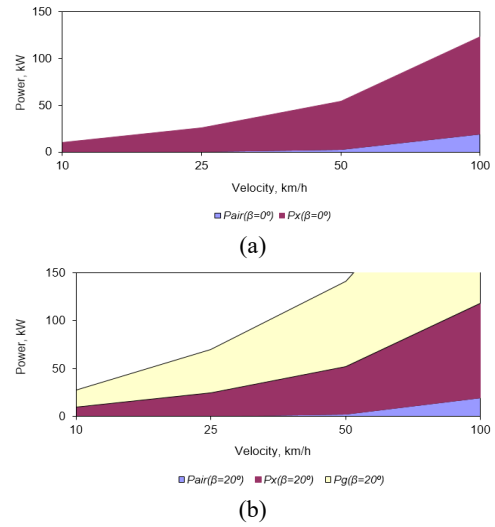 150
100
50
0
Power, kW
10 25 50 100
Velocity, km/h
Pair(β=0º) Px(β=0º)
(a)
150
100
50
0
Power, kW
10 25 50 100
Velocity, km/h
Pair(β=20º) Px(β=20º) Pg(β=20º)
(b)